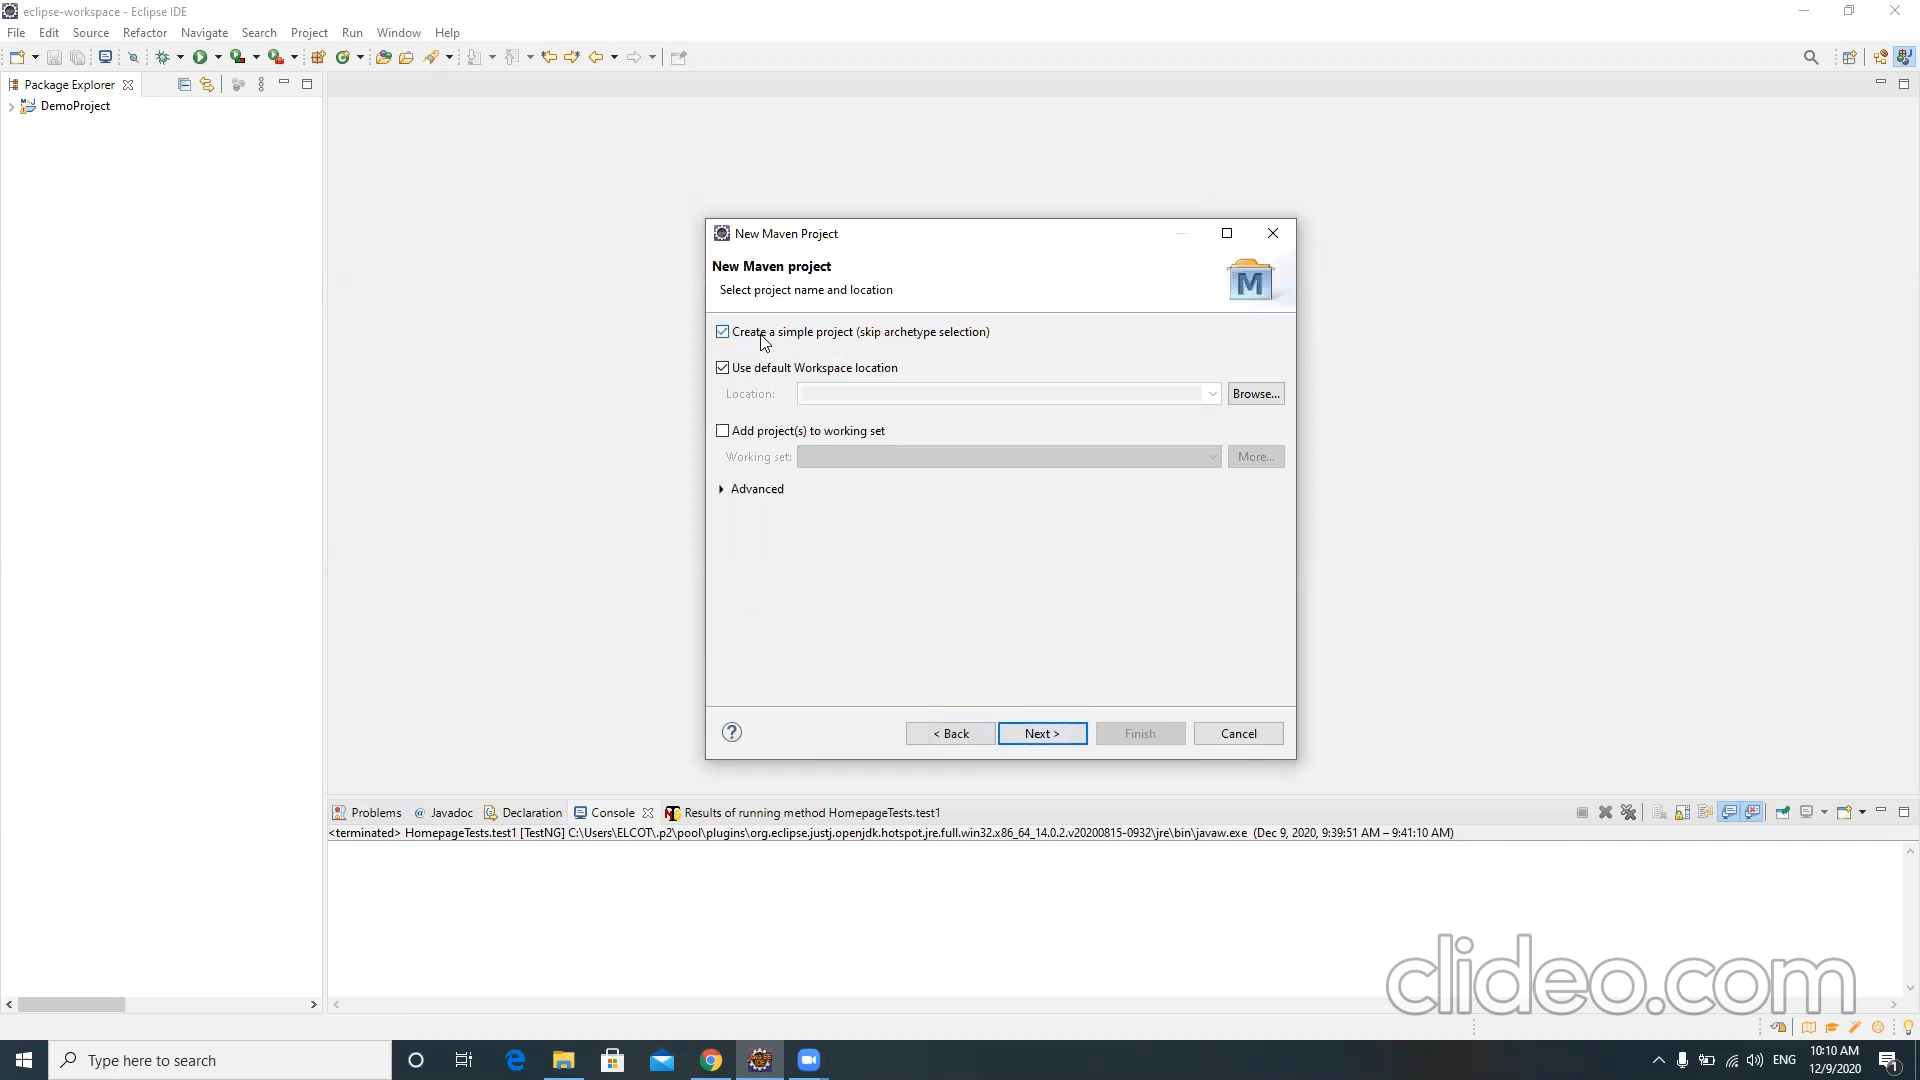 eclipse-workspace - Eclipse IDE
File Edit Source Refactor Navigate Search Project Run Window Help
Package Explorer
DemoProject
New Maven Project
New Maven project
Select project name and location
M
Create a simple project (skip archetype selection)
Use default Workspace location
Location: Browse...
Add project(s) to working set
Working set: More...
Advanced
< Back Next > Finish Cancel
Problems @ Javadoc Declaration Console Results of running method HomepageTests.test1
<terminated> HomepageTests.test1 [TestNG] C:\Users\ELCOT\.p2\pool\plugins\org.eclipse.justj.openjdk.hotspot.jre.full.win32.x86_64_14.0.2.v20200815-0932\jre\bin\javaw.exe (Dec 9, 2020, 9:39:51 AM – 9:41:10 AM)
clideo.com
Type here to search
ENG
10:10 AM
12/9/2020
1